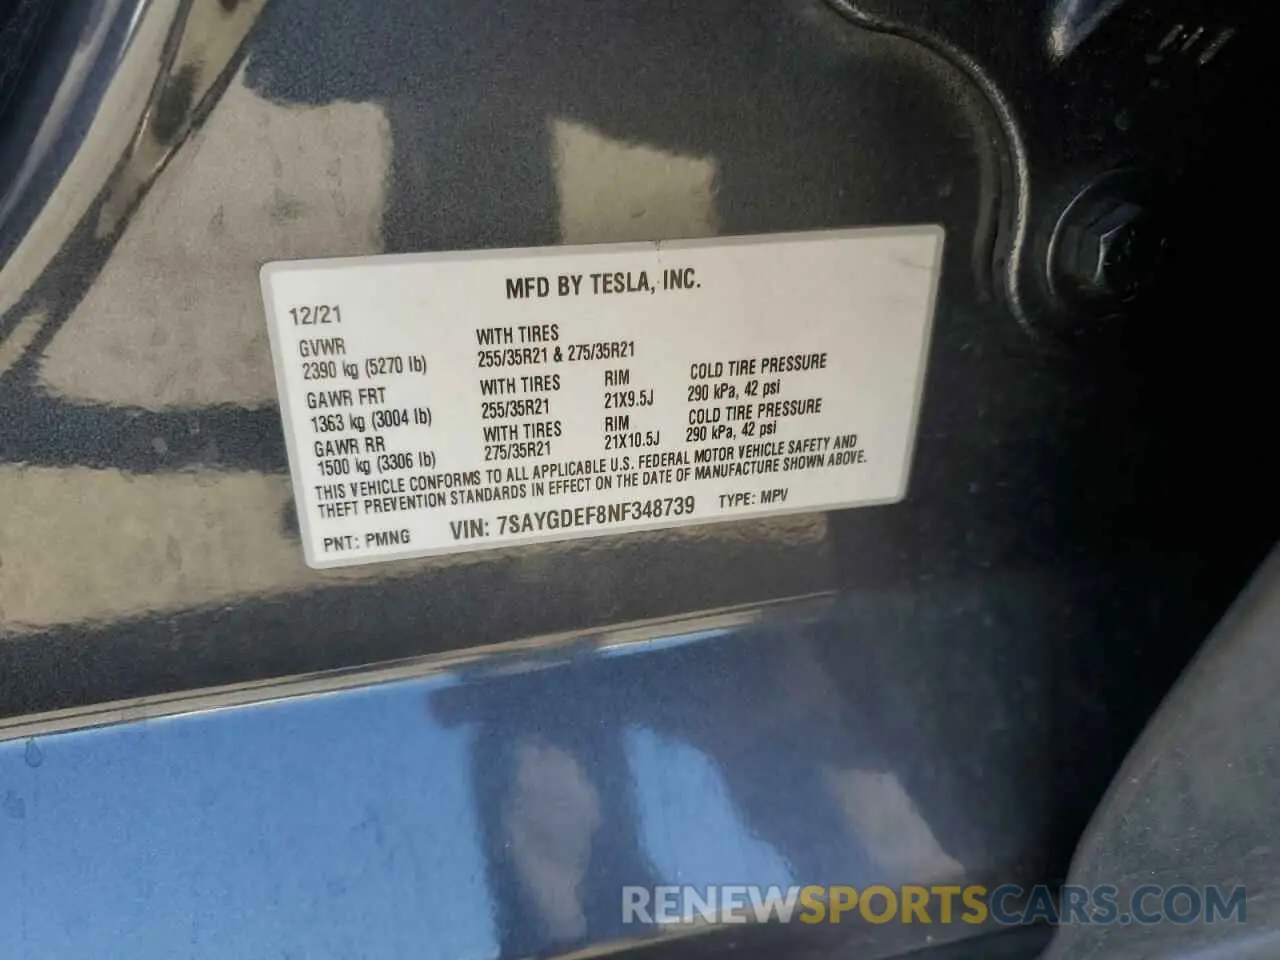 MFD BY TESLA, INC.
12/21
GVWR
2390 kg (5270 lb)
WITH TIRES
255/35R21 & 275/35R21
GAWR FRT
1363 kg (3004 lb)
WITH TIRES
255/35R21
RIM
21X9.5J
COLD TIRE PRESSURE
290 kPa, 42 psi
GAWR RR
1500 kg (3306 lb)
WITH TIRES
275/35R21
RIM
21X10.5J
COLD TIRE PRESSURE
290 kPa, 42 psi
THIS VEHICLE CONFORMS TO ALL APPLICABLE U.S. FEDERAL MOTOR VEHICLE SAFETY AND
THEFT PREVENTION STANDARDS IN EFFECT ON THE DATE OF MANUFACTURE SHOWN ABOVE.
PNT: PMNG VIN: 7SAYGDEF8NF348739 TYPE: MPV
RENEWSPORTSCARS.COM